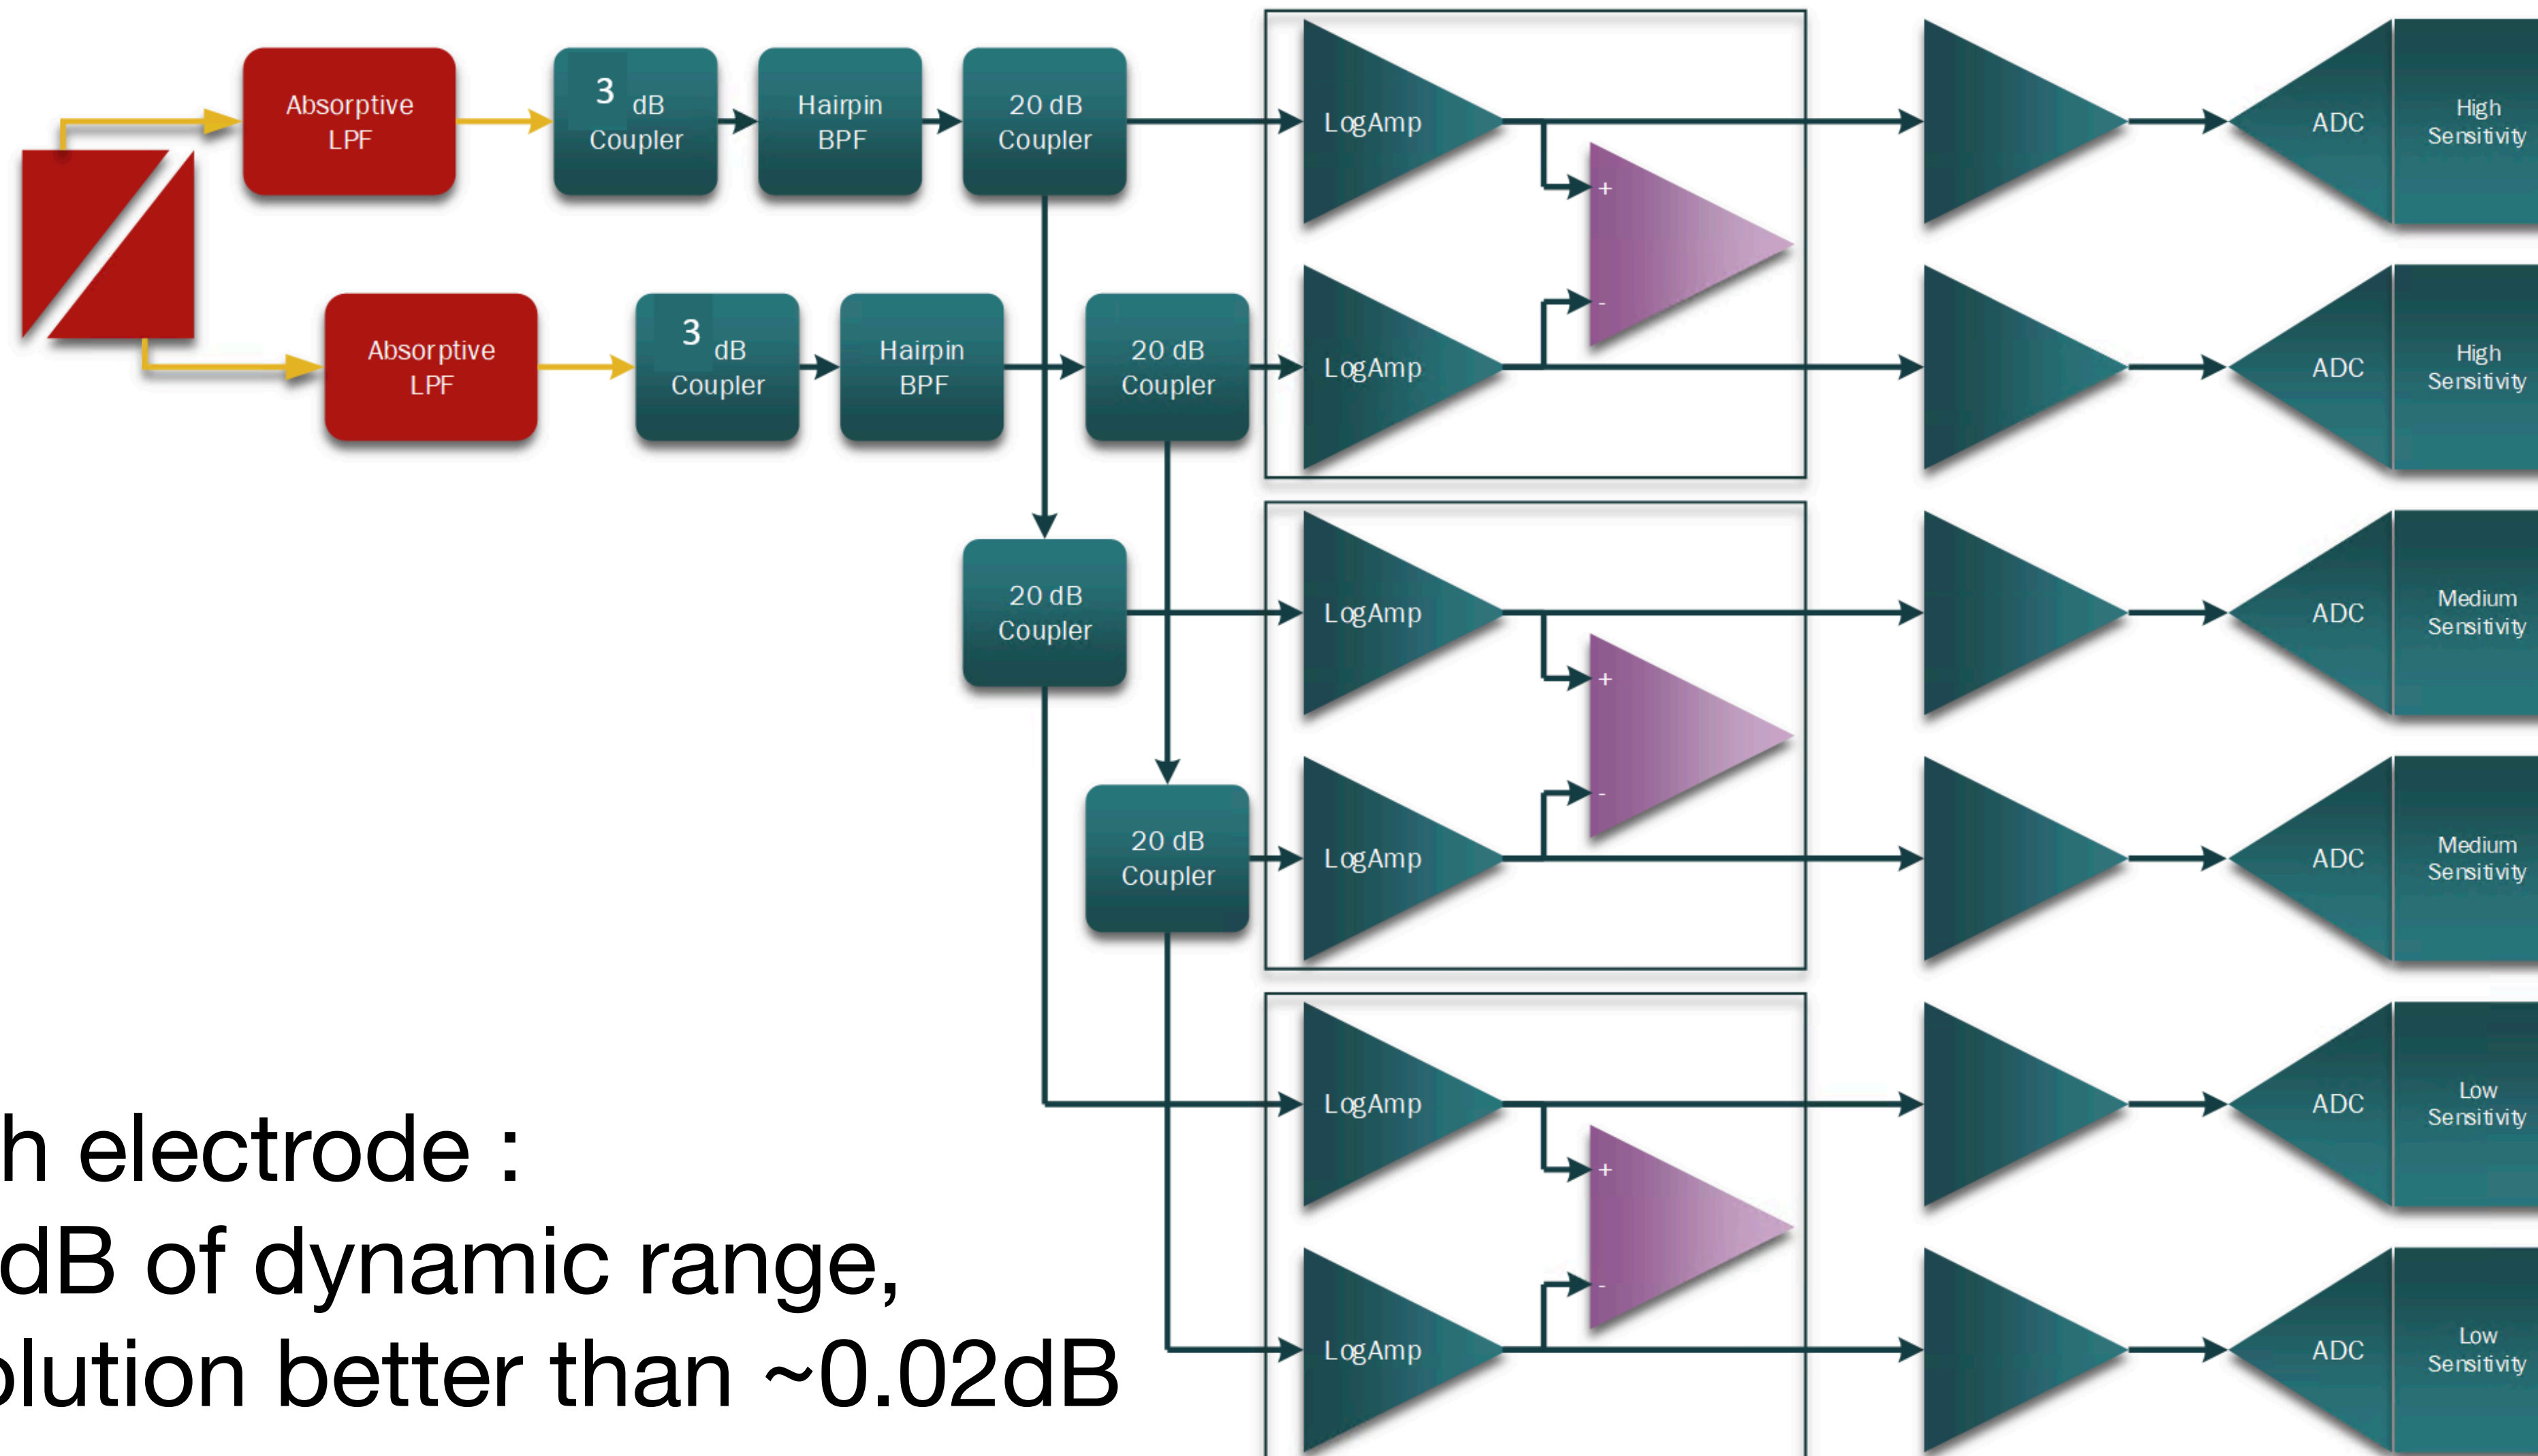 Absorptive
LPF
3 dB
Coupler
Hairpin
BPF
20 dB
Coupler
LogAmp
+
ADC
High
Sensitivity
Absorptive
LPF
3 dB
Coupler
Hairpin
BPF
20 dB
Coupler
LogAmp
-
ADC
High
Sensitivity
20 dB
Coupler
LogAmp
+
ADC
Medium
Sensitivity
20 dB
Coupler
LogAmp
-
ADC
Medium
Sensitivity
LogAmp
+
ADC
Low
Sensitivity
LogAmp
-
ADC
Low
Sensitivity
h electrode :
dB of dynamic range,
olution better than ~0.02dB